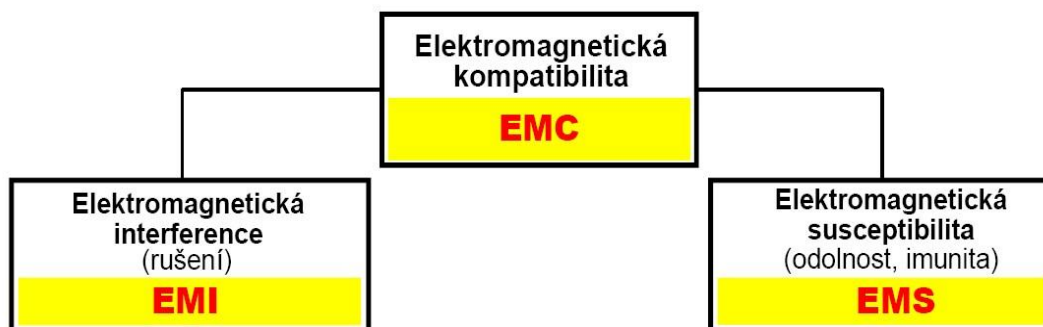 Elektromagnetická
kompatibilita
EMC
Elektromagnetická
interference
(rušení)
EMI
Elektromagnetická
susceptibilita
(odolnost, imunita)
EMS